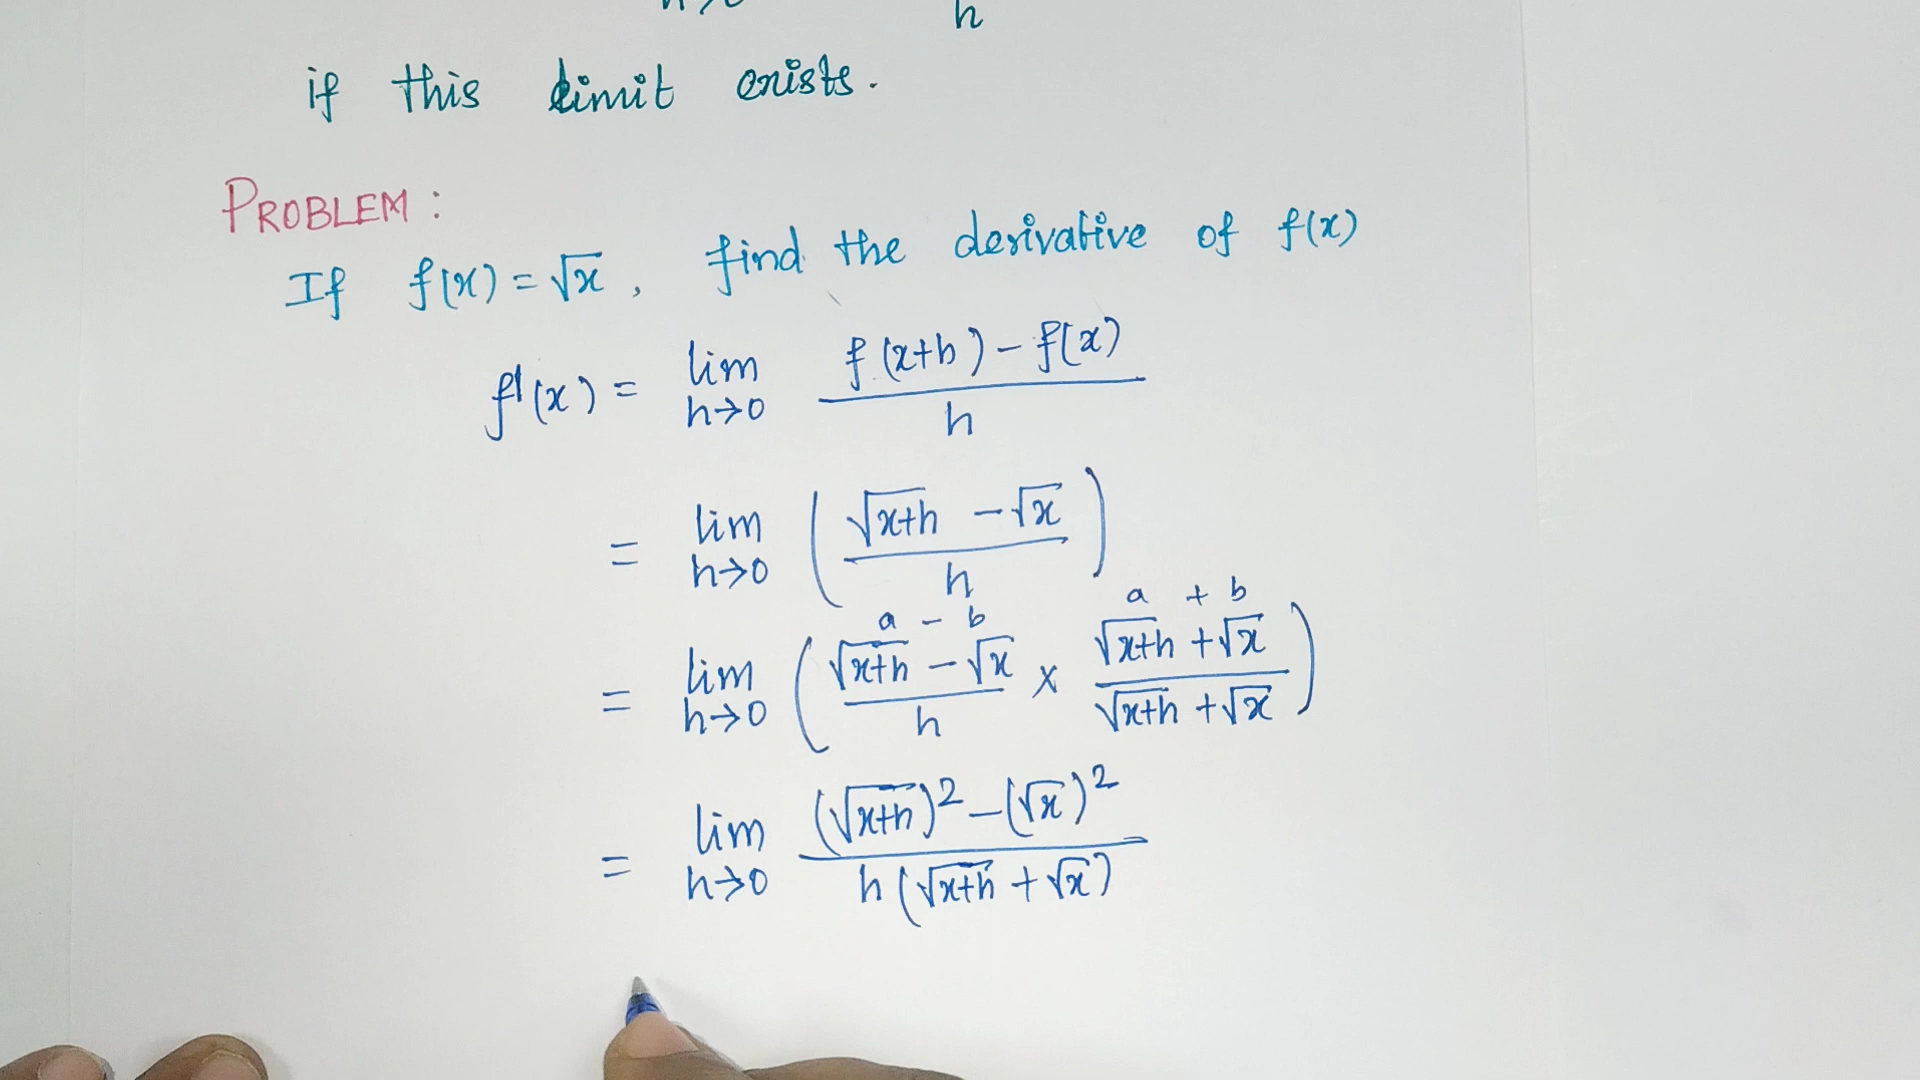 h
if this limit exists.
PROBLEM :
If f(x) = √x, find the derivative of f(x)
f'(x) = lim h→0 f(x+h) - f(x) / h
= lim h→0 ( √x+h - √x / h )
a - b a + b
= lim h→0 ( √x+h - √x / h × √x+h + √x / √x+h + √x )
= lim h→0 (√x+h)² - (√x)² / h(√x+h + √x)